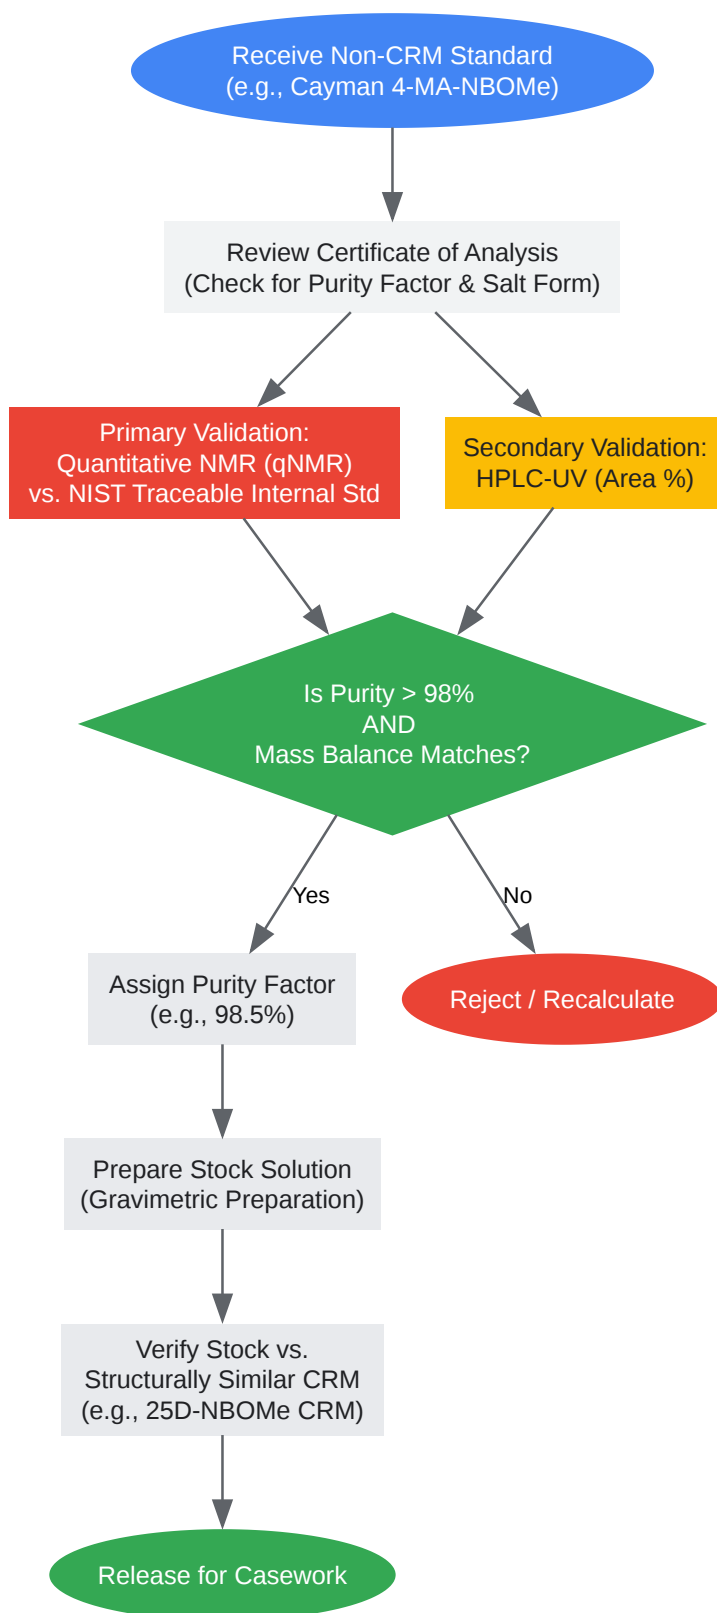 Receive Non-CRM Standard
(e.g., Cayman 4-MA-NBOMe)
Review Certificate of Analysis
(Check for Purity Factor & Salt Form)
Primary Validation:
Quantitative NMR (qNMR)
vs. NIST Traceable Internal Std
Secondary Validation:
HPLC-UV (Area %)
Is Purity > 98%
AND
Mass Balance Matches?
Yes
No
Assign Purity Factor
(e.g., 98.5%)
Reject / Recalculate
Prepare Stock Solution
(Gravimetric Preparation)
Verify Stock vs.
Structurally Similar CRM
(e.g., 25D-NBOMe CRM)
Release for Casework